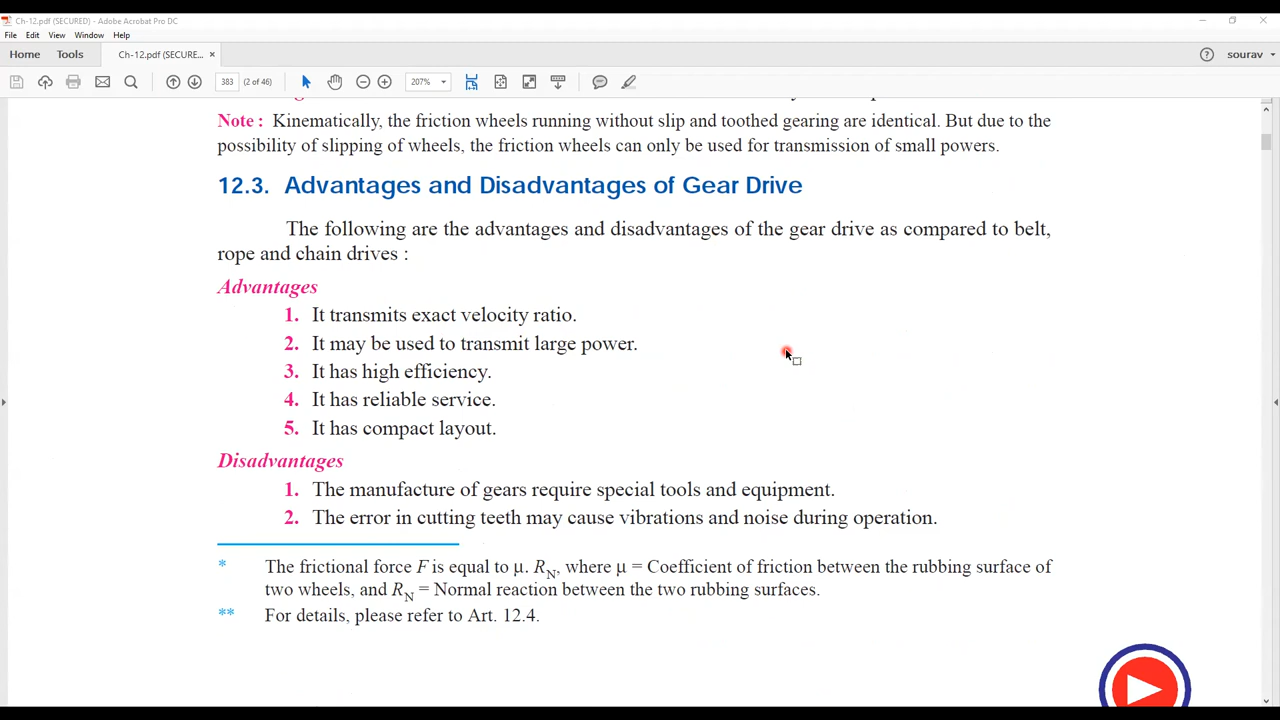 Ch-12.pdf (SECURED) - Adobe Acrobat Pro DC
File Edit View Window Help
Home Tools Ch-12.pdf (SECURE... × sourav
383 (2 of 46) 207%
Note : Kinematically, the friction wheels running without slip and toothed gearing are identical. But due to the
possibility of slipping of wheels, the friction wheels can only be used for transmission of small powers.
12.3. Advantages and Disadvantages of Gear Drive
The following are the advantages and disadvantages of the gear drive as compared to belt,
rope and chain drives :
Advantages
1. It transmits exact velocity ratio.
2. It may be used to transmit large power.
3. It has high efficiency.
4. It has reliable service.
5. It has compact layout.
Disadvantages
1. The manufacture of gears require special tools and equipment.
2. The error in cutting teeth may cause vibrations and noise during operation.
* The frictional force F is equal to μ. RN, where μ = Coefficient of friction between the rubbing surface of
two wheels, and RN = Normal reaction between the two rubbing surfaces.
** For details, please refer to Art. 12.4.